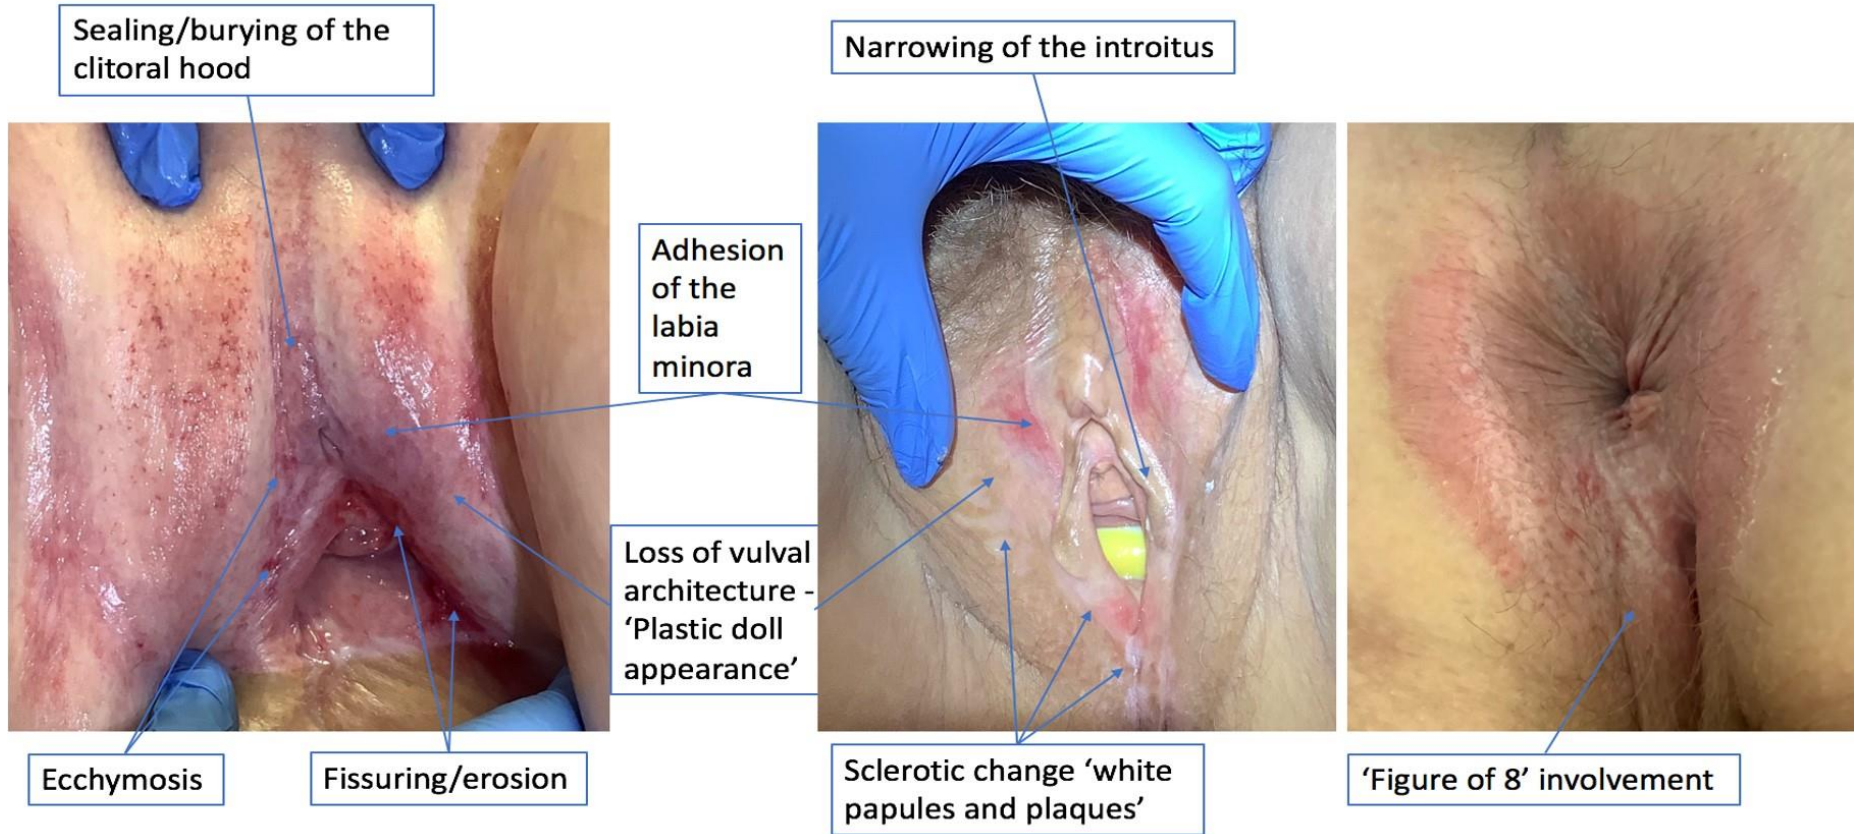 Sealing/burying of the
clitoral hood
Narrowing of the introitus
Adhesion
of the
labia
minora
Loss of vulval
architecture -
‘Plastic doll
appearance’
Ecchymosis
Fissuring/erosion
Sclerotic change ‘white
papules and plaques’
‘Figure of 8’ involvement